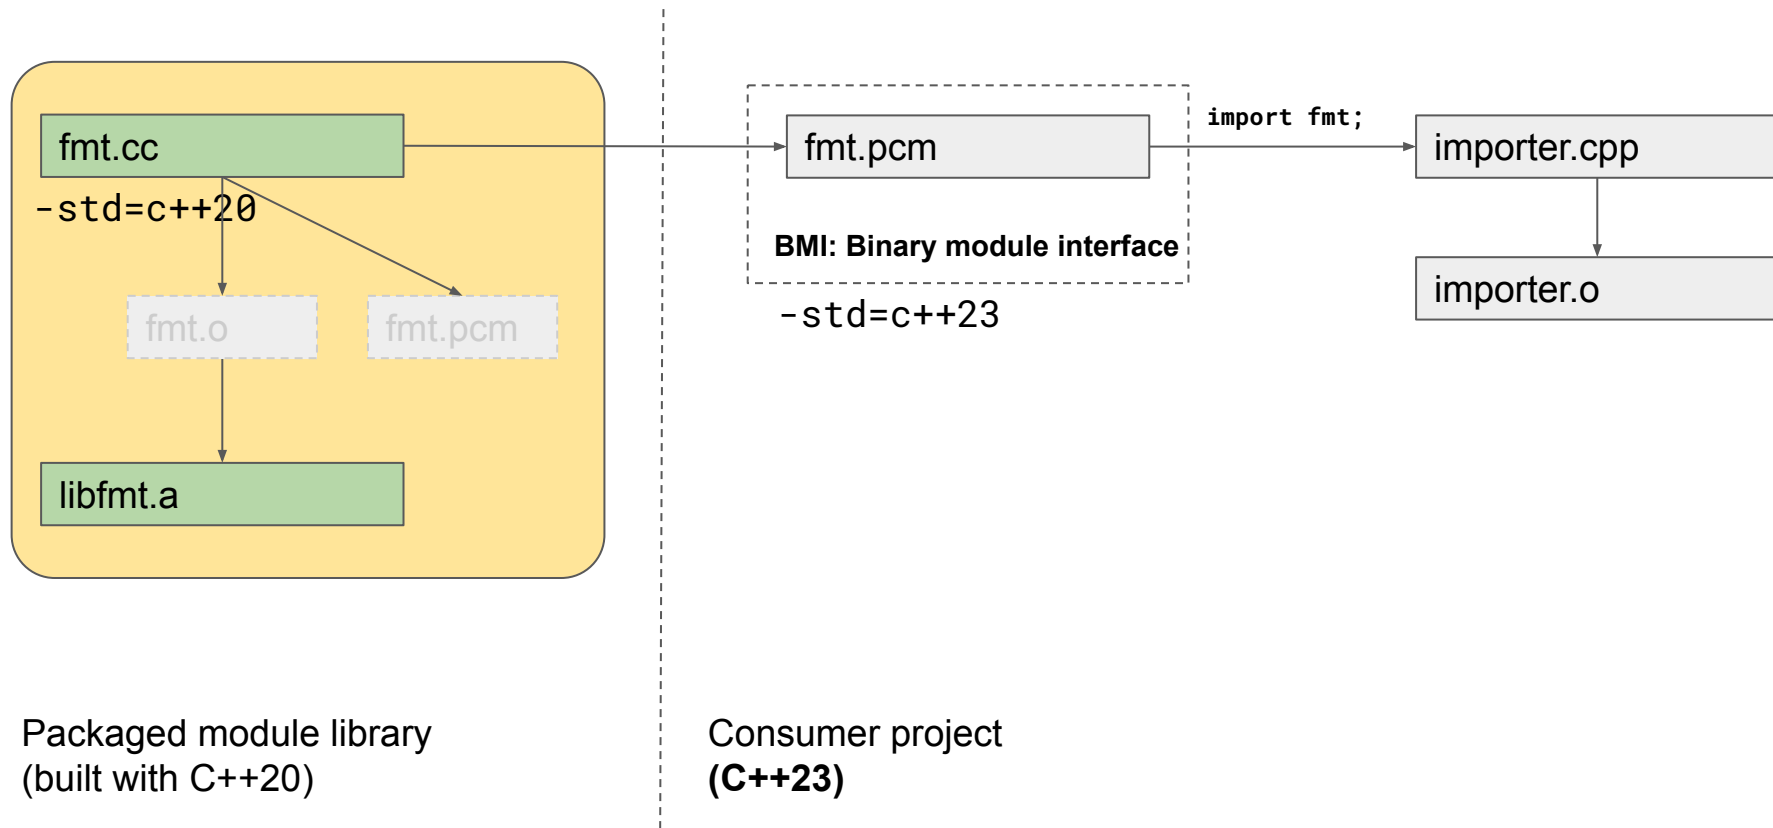 fmt.cc
-std=c++20
fmt.o
fmt.pcm
libfmt.a
Packaged module library
(built with C++20)
fmt.pcm
BMI: Binary module interface
-std=c++23
import fmt;
importer.cpp
importer.o
Consumer project
(C++23)